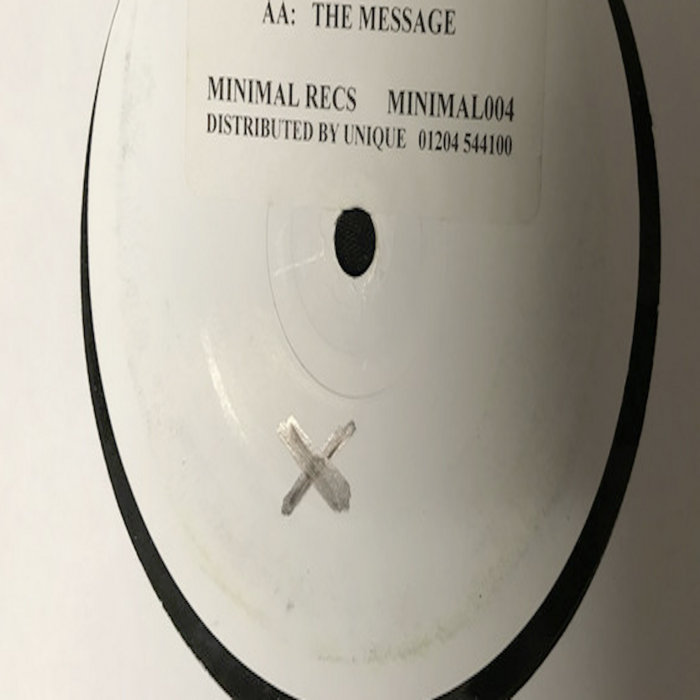 AA: THE MESSAGE
MINIMAL RECS MINIMAL004
DISTRIBUTED BY UNIQUE 01204 544100
X